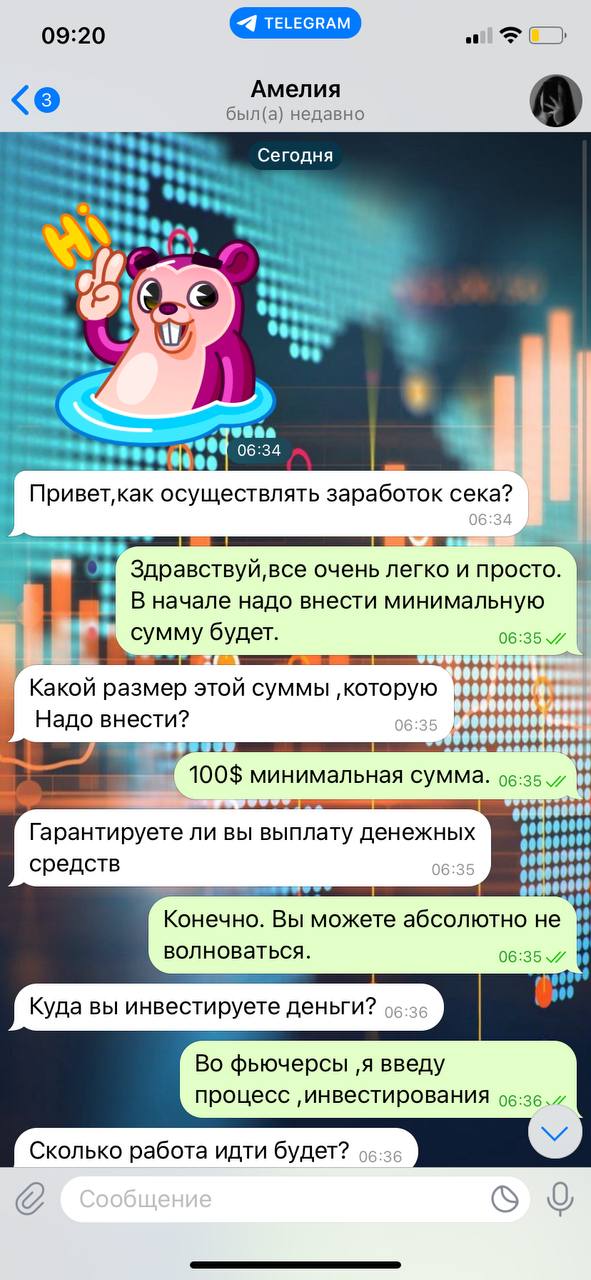 09:20
TELEGRAM
3
Амелия
был(а) недавно
Сегодня
Hi
06:34
Привет,как осуществлять заработок сека?
06:34
Здравствуй,все очень легко и просто.
В начале надо внести минимальную
сумму будет.
06:35
Какой размер этой суммы ,которую
Надо внести?
06:35
100$ минимальная сумма.
06:35
Гарантируете ли вы выплату денежных
средств
06:35
Конечно. Вы можете абсолютно не
волноваться.
06:35
Куда вы инвестируете деньги?
06:36
Во фьючерсы ,я введу
процесс ,инвестирования
06:36
Сколько работа идти будет?
06:36
Сообщение